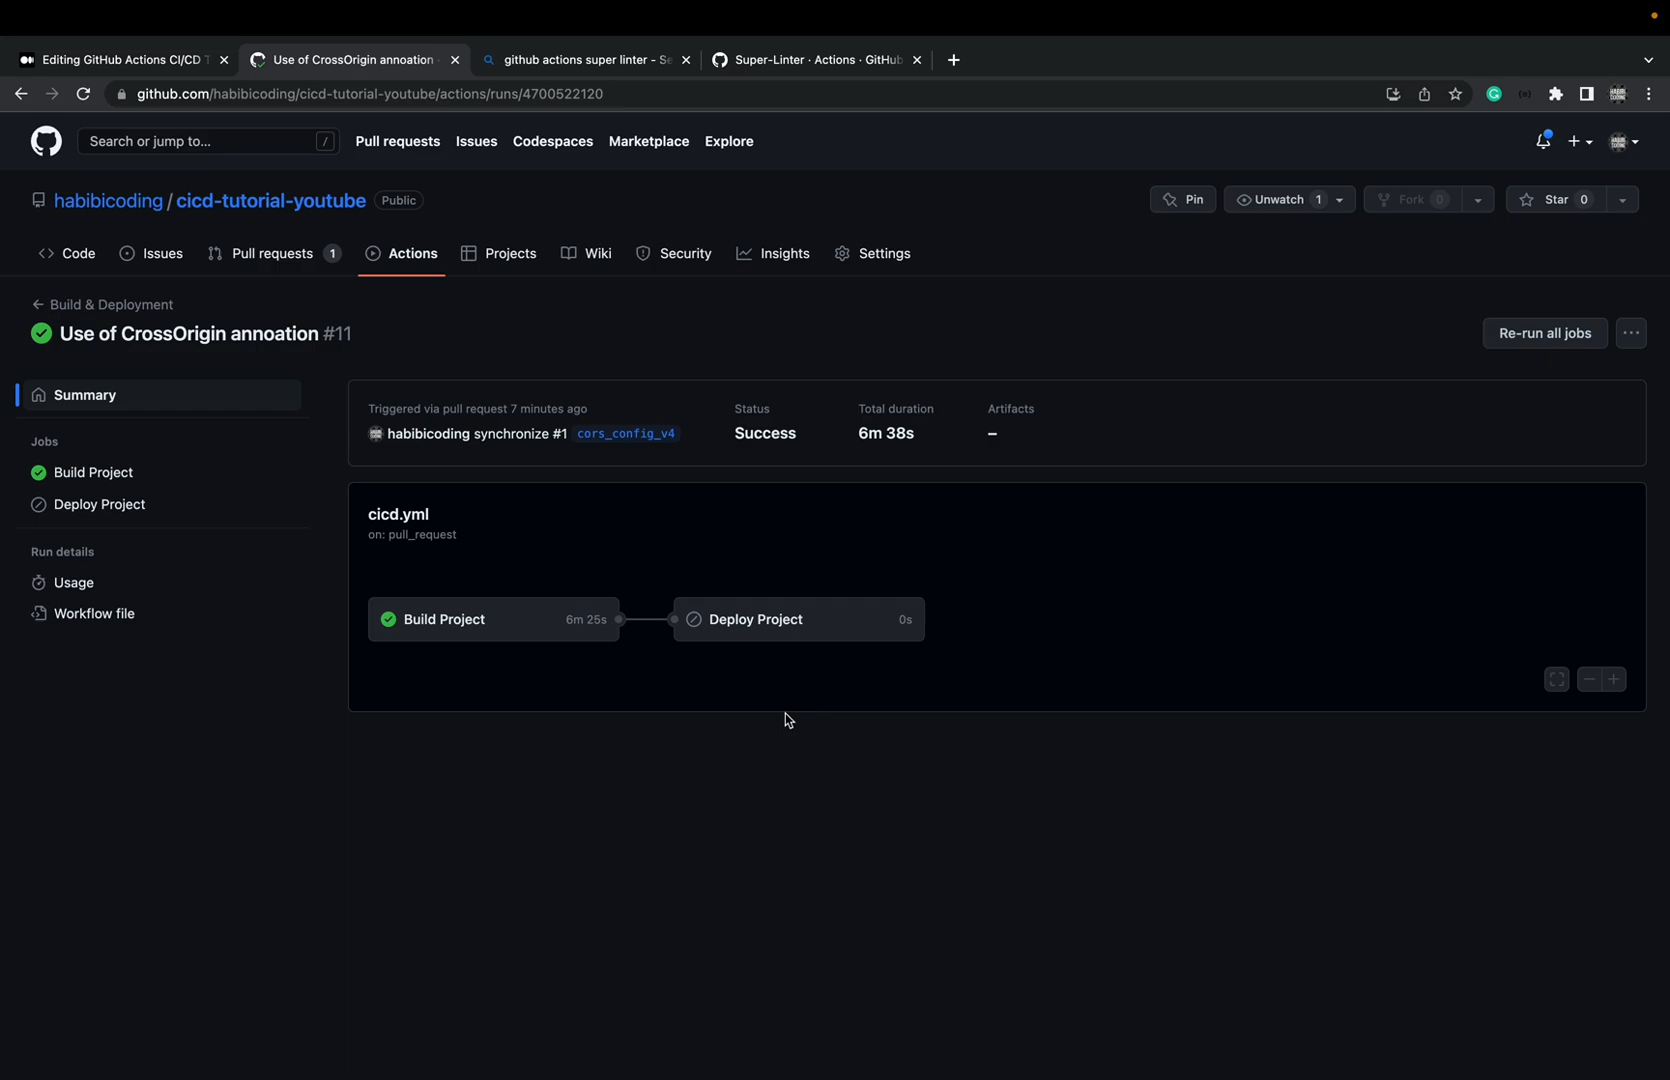 Editing GitHub Actions CI/CD T
Use of CrossOrigin annoation ·
github actions super linter - Se
Super-Linter · Actions · GitHub
github.com/habibicoding/cicd-tutorial-youtube/actions/runs/4700522120
Search or jump to... /
Pull requests Issues Codespaces Marketplace Explore
habibicoding / cicd-tutorial-youtube Public
Pin
Unwatch 1
Fork 0
Star 0
Code
Issues
Pull requests 1
Actions
Projects
Wiki
Security
Insights
Settings
Build & Deployment
Use of CrossOrigin annoation #11
Re-run all jobs
Summary
Jobs
Build Project
Deploy Project
Run details
Usage
Workflow file
Triggered via pull request 7 minutes ago
habibicoding synchronize #1 cors_config_v4
Status
Success
Total duration
6m 38s
Artifacts
–
cicd.yml
on: pull_request
Build Project 6m 25s
Deploy Project 0s